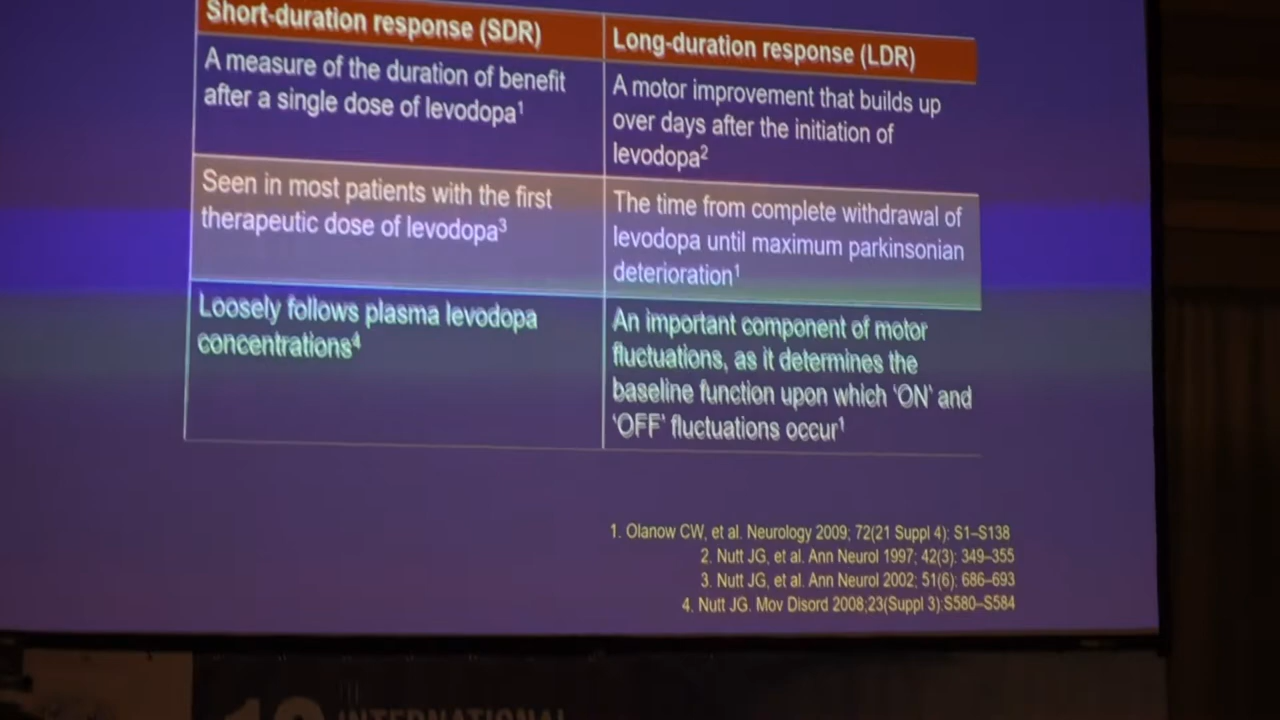 Short-duration response (SDR)
A measure of the duration of benefit
after a single dose of levodopa¹
Seen in most patients with the first
therapeutic dose of levodopa³
Loosely follows plasma levodopa
concentrations⁴
Long-duration response (LDR)
A motor improvement that builds up
over days after the initiation of
levodopa²
The time from complete withdrawal of
levodopa until maximum parkinsonian
deterioration¹
An important component of motor
fluctuations, as it determines the
baseline function upon which ‘ON’ and
‘OFF’ fluctuations occur¹
1. Olanow CW, et al. Neurology 2009; 72(21 Suppl 4): S1–S138
2. Nutt JG, et al. Ann Neurol 1997; 42(3): 349–355
3. Nutt JG, et al. Ann Neurol 2002; 51(6): 686–693
4. Nutt JG. Mov Disord 2008;23(Suppl 3):S580–S584
INTERNATIONAL